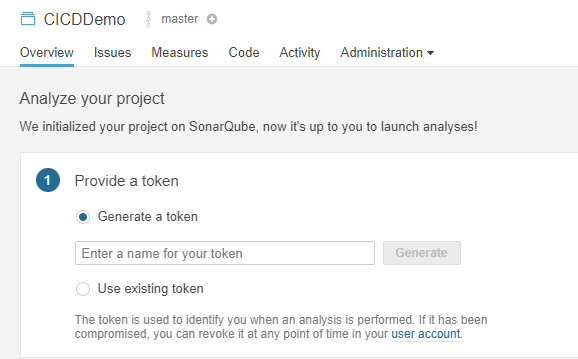 CICDDemo master
Overview Issues Measures Code Activity Administration
Analyze your project
We initialized your project on SonarQube, now it's up to you to launch analyses!
1 Provide a token
Generate a token
Enter a name for your token Generate
Use existing token
The token is used to identify you when an analysis is performed. If it has been
compromised, you can revoke it at any point of time in your user account.